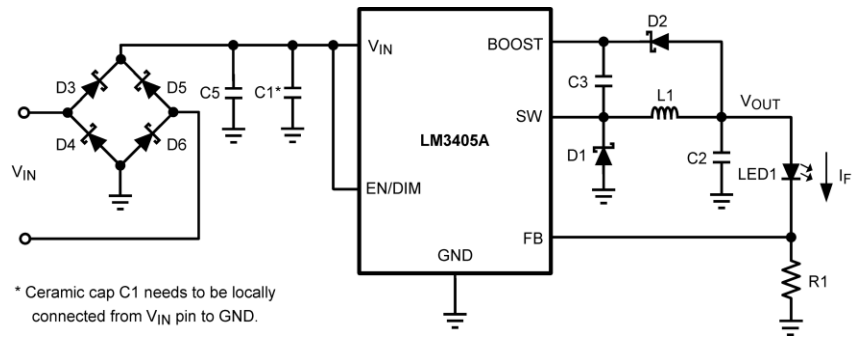 D2
V_IN
BOOST
D3
D5
C5
C1*
C3
L1
V_OUT
SW
LM3405A
D4
D6
D1
C2
V_IN
EN/DIM
LED1
I_F
FB
GND
R1
* Ceramic cap C1 needs to be locally
connected from V_IN pin to GND.